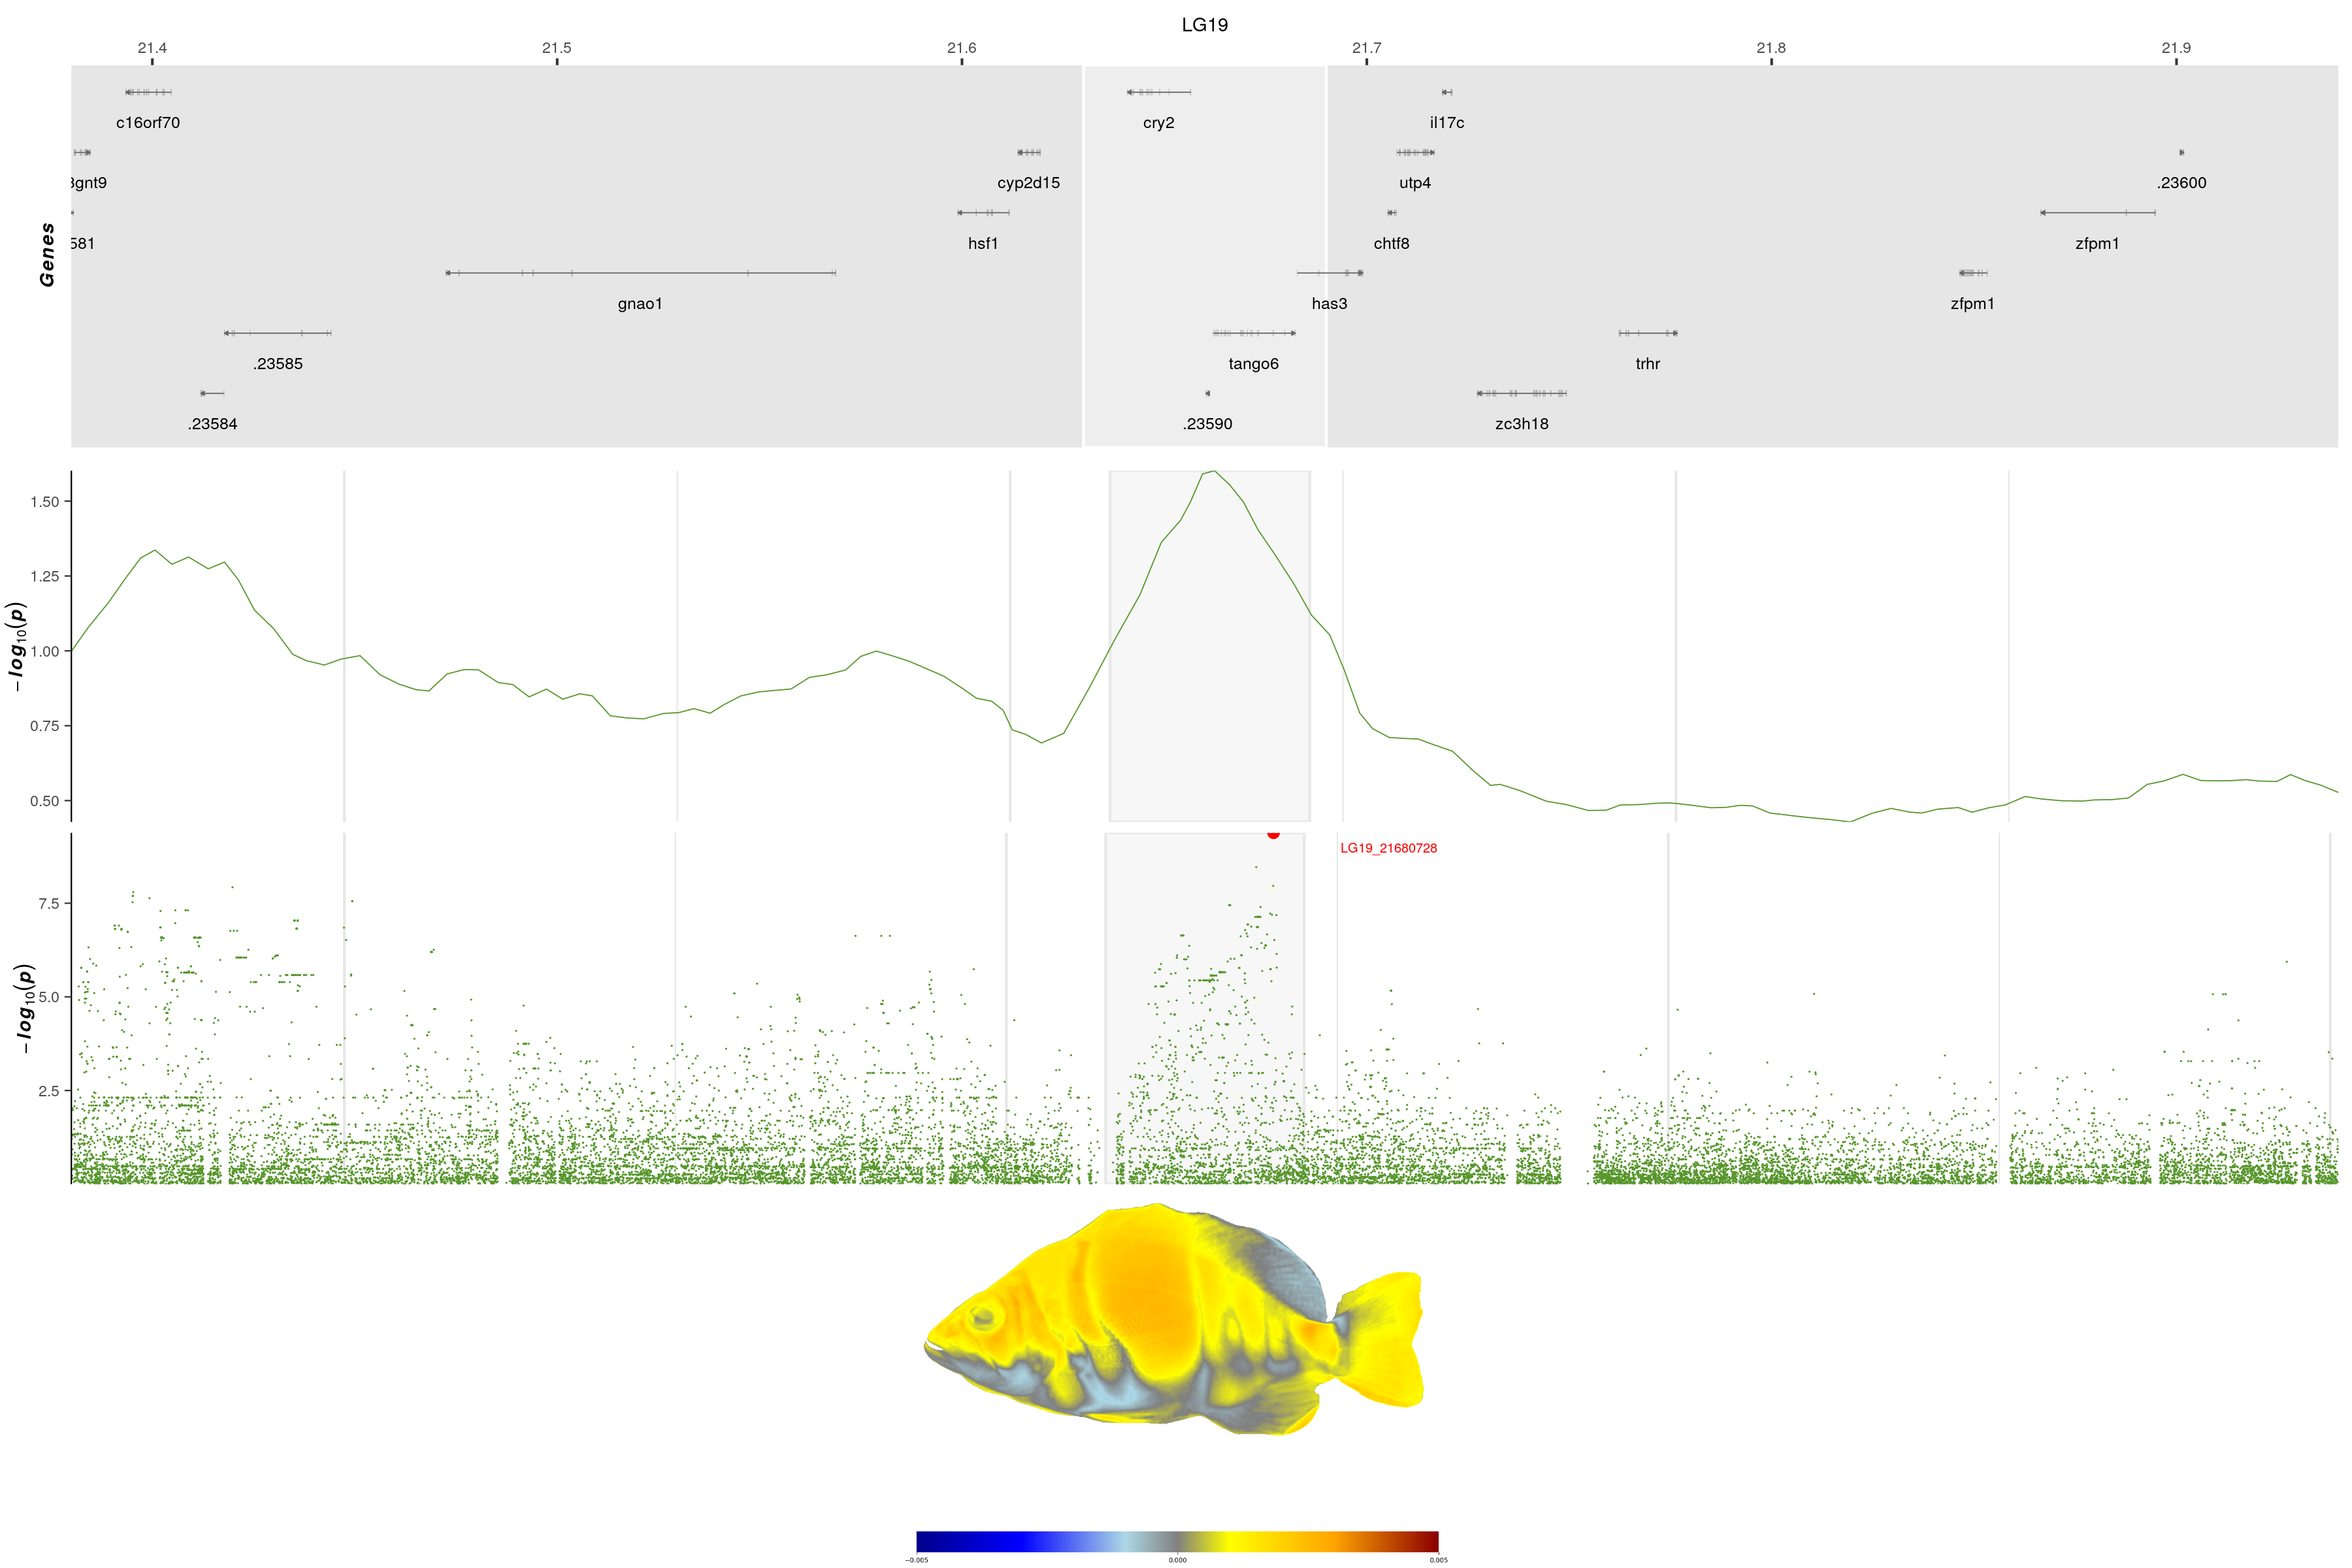 LG19
21.4 21.5 21.6 21.7 21.8 21.9
Genes
c16orf70 cry2 il17c
3gnt9 cyp2d15 utp4 .23600
581 hsf1 chtf8 zfpm1
gnao1 has3 zfpm1
.23585 tango6 trhr
.23584 .23590 zc3h18
−log10(p)
1.50
1.25
1.00
0.75
0.50
−log10(p)
LG19_21680728
7.5
5.0
2.5
−0.005 0.000 0.005